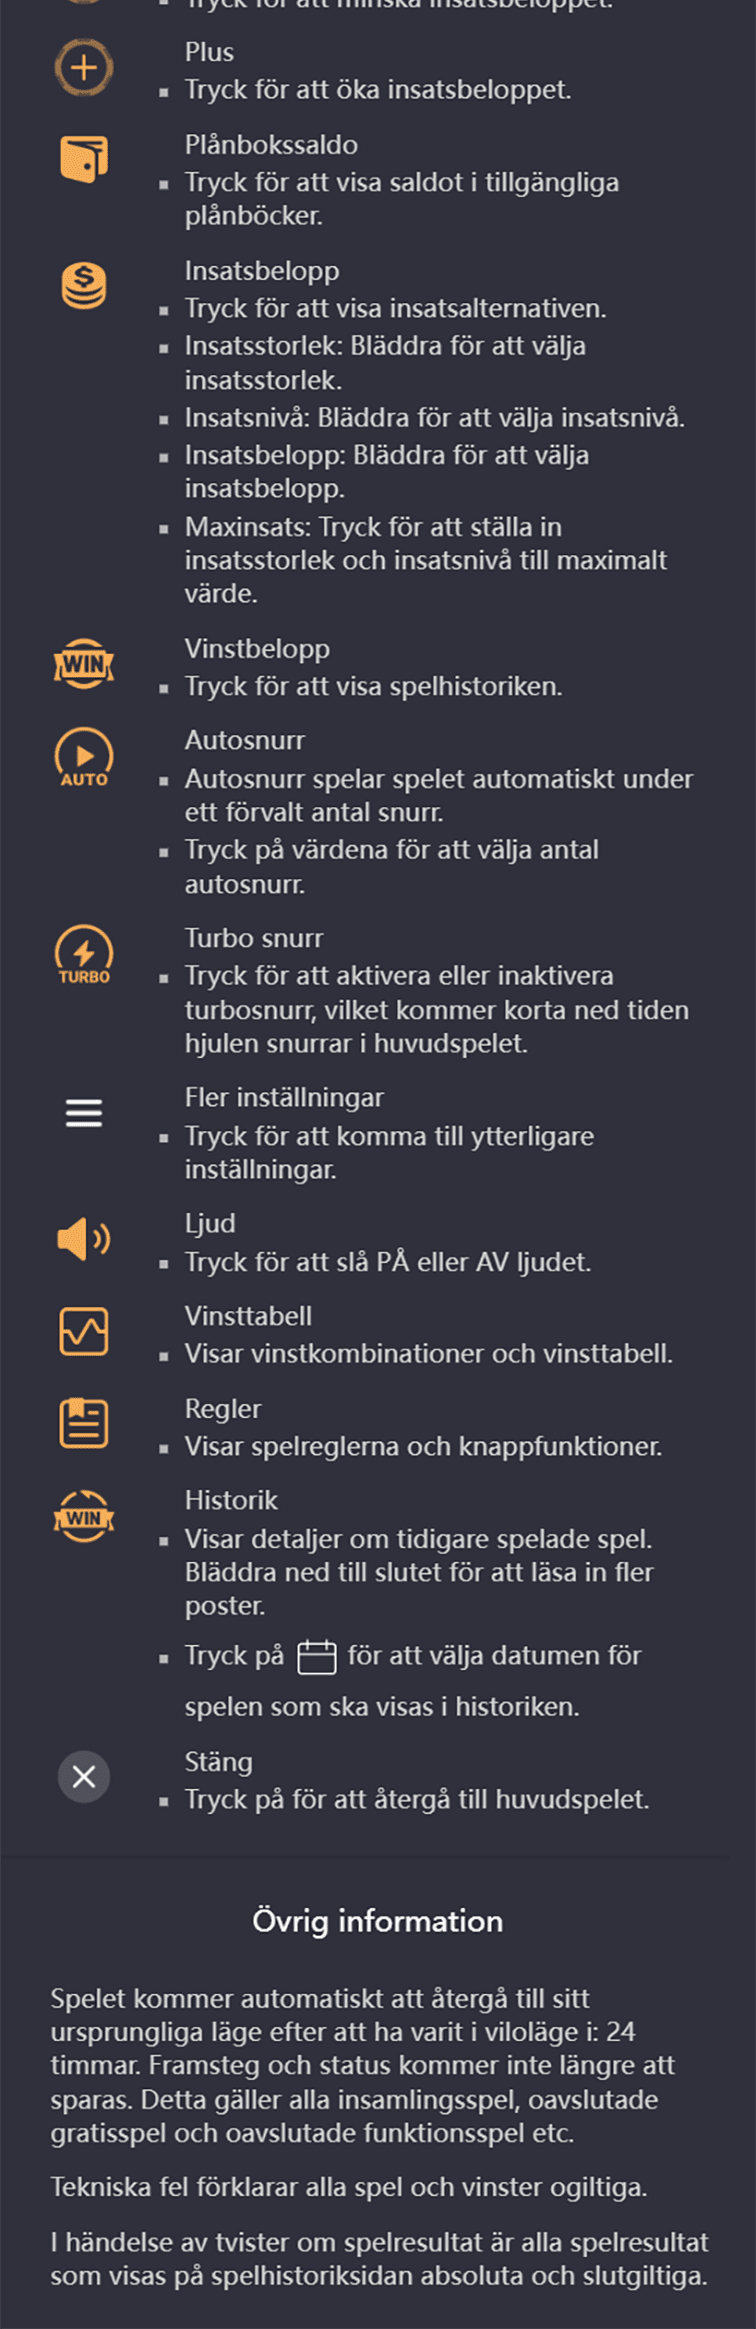 Tryck för att minska insatsbeloppet.
Plus
Tryck för att öka insatsbeloppet.
Plånbokssaldo
Tryck för att visa saldot i tillgängliga
plånböcker.
$
Insatsbelopp
Tryck för att visa insatsalternativen.
Insatsstorlek: Bläddra för att välja
insatsstorlek.
Insatsnivå: Bläddra för att välja insatsnivå.
Insatsbelopp: Bläddra för att välja
insatsbelopp.
Maxinsats: Tryck för att ställa in
insatsstorlek och insatsnivå till maximalt
värde.
WIN
Vinstbelopp
Tryck för att visa spelhistoriken.
AUTO
Autosnurr
Autosnurr spelar spelet automatiskt under
ett förvalt antal snurr.
Tryck på värdena för att välja antal
autosnurr.
TURBO
Turbo snurr
Tryck för att aktivera eller inaktivera
turbosnurr, vilket kommer korta ned tiden
hjulen snurrar i huvudspelet.
Fler inställningar
Tryck för att komma till ytterligare
inställningar.
Ljud
Tryck för att slå PÅ eller AV ljudet.
Vinsttabell
Visar vinstkombinationer och vinsttabell.
Regler
Visar spelreglerna och knappfunktioner.
WIN
Historik
Visar detaljer om tidigare spelade spel.
Bläddra ned till slutet för att läsa in fler
poster.
Tryck på för att välja datumen för
spelen som ska visas i historiken.
Stäng
Tryck på för att återgå till huvudspelet.
Övrig information
Spelet kommer automatiskt att återgå till sitt
ursprungliga läge efter att ha varit i viloläge i: 24
timmar. Framsteg och status kommer inte längre att
sparas. Detta gäller alla insamlingsspel, oavslutade
gratisspel och oavslutade funktionsspel etc.
Tekniska fel förklarar alla spel och vinster ogiltiga.
I händelse av tvister om spelresultat är alla spelresultat
som visas på spelhistoriksidan absoluta och slutgiltiga.